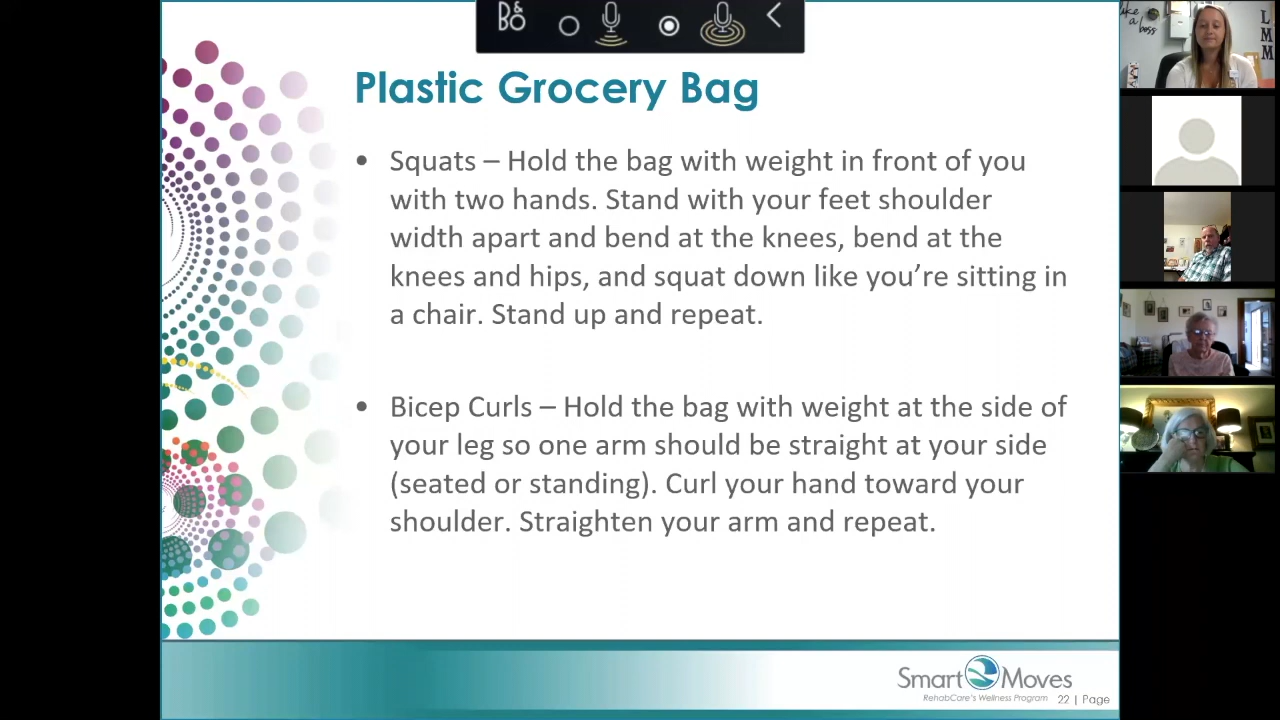 B&O
Plastic Grocery Bag
• Squats – Hold the bag with weight in front of you
with two hands. Stand with your feet shoulder
width apart and bend at the knees, bend at the
knees and hips, and squat down like you’re sitting in
a chair. Stand up and repeat.
• Bicep Curls – Hold the bag with weight at the side of
your leg so one arm should be straight at your side
(seated or standing). Curl your hand toward your
shoulder. Straighten your arm and repeat.
Smart Moves
RehabCare's Wellness Program
22 | Page
like
a
boss
L
M
M